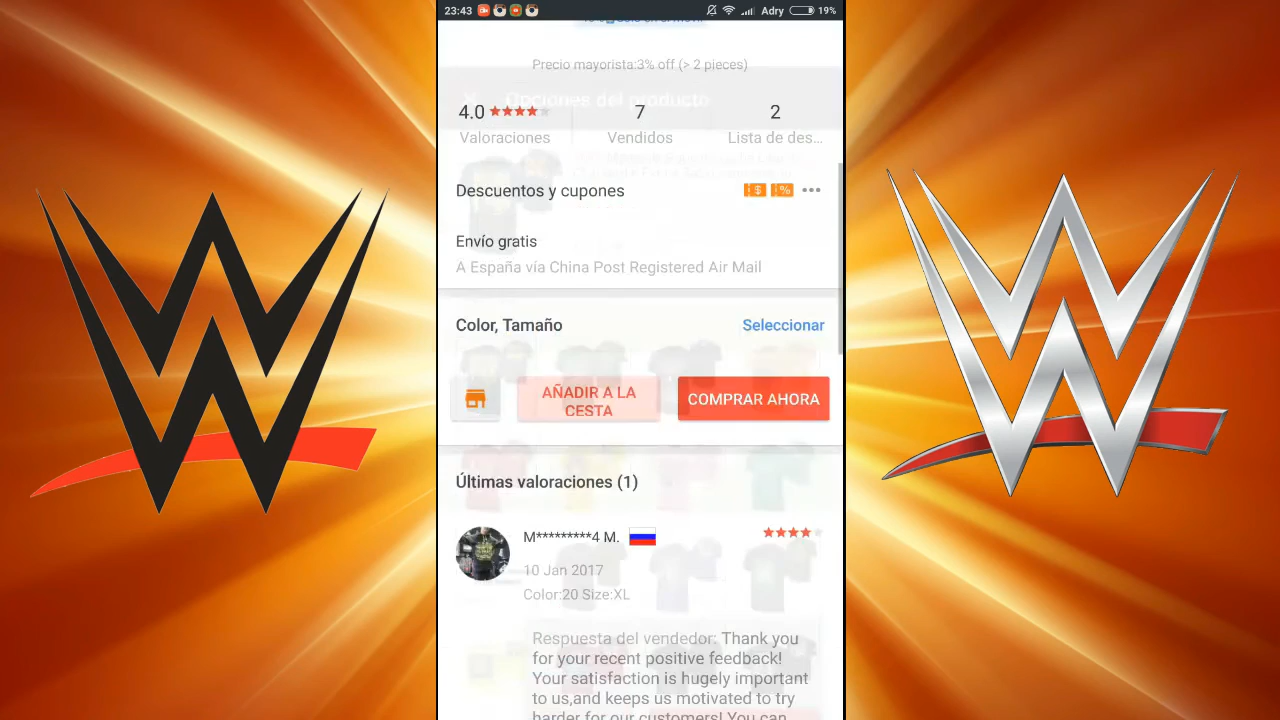 23:43 Adry 19%
Precio mayorista:3% off (> 2 pieces)
Opciones del producto
4.0 7 2
Valoraciones Vendidos Lista de des...
Descuentos y cupones
Envío gratis
A España vía China Post Registered Air Mail
Color, Tamaño Seleccionar
AÑADIR A LA
CESTA
COMPRAR AHORA
Últimas valoraciones (1)
M*********4 M.
10 Jan 2017
Color:20 Size:XL
Respuesta del vendedor: Thank you
for your recent positive feedback!
Your satisfaction is hugely important
to us,and keeps us motivated to try
harder for our customers! You can